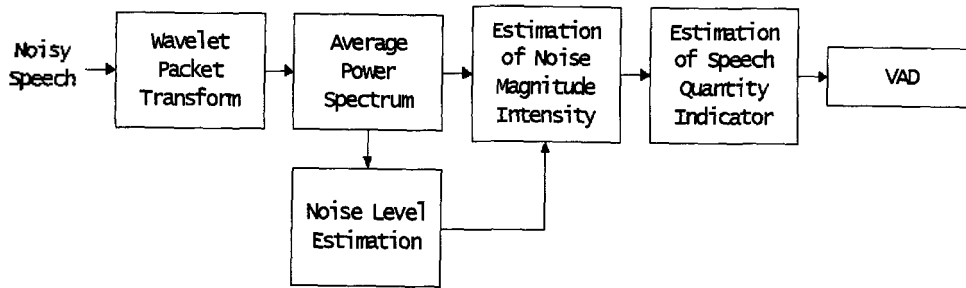 Noisy
Speech
Wavelet
Packet
Transform
Average
Power
Spectrum
Estimation
of Noise
Magnitude
Intensity
Estimation
of Speech
Quantity
Indicator
VAD
Noise Level
Estimation